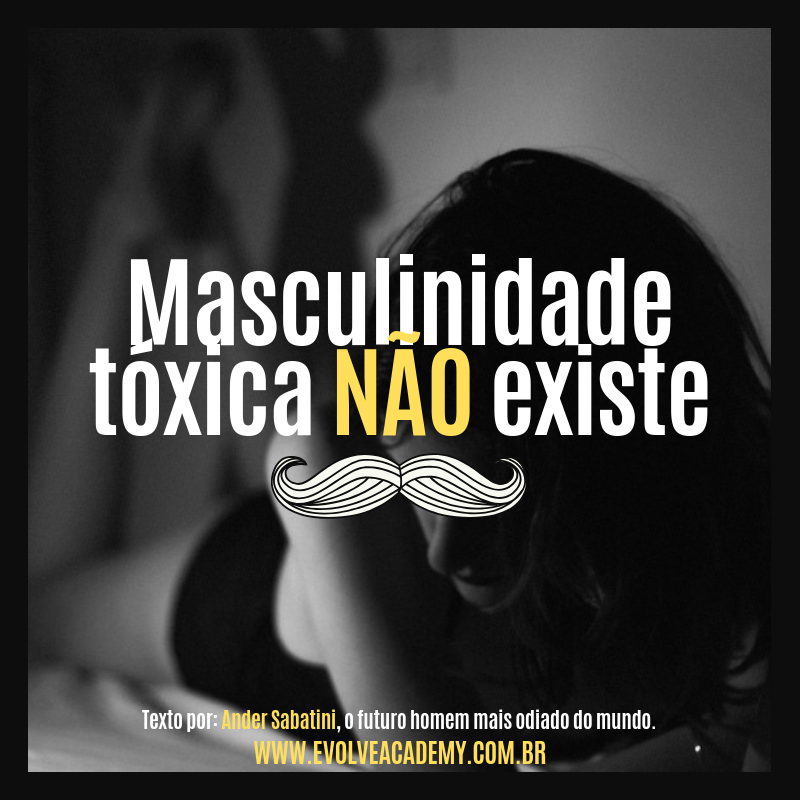 Masculinidade
tóxica NÃO existe
Texto por: Ander Sabatini, o futuro homem mais odiado do mundo.
WWW.EVOLVEACADEMY.COM.BR